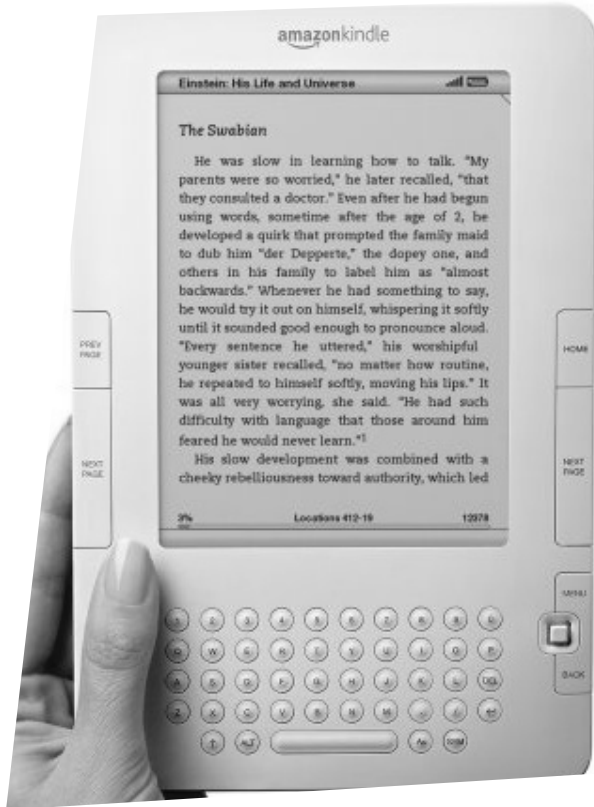 amazonkindle
Einstein: His Life and Universe
The Swabian
He was slow in learning how to talk. "My
parents were so worried," he later recalled, "that
they consulted a doctor." Even after he had begun
using words, sometime after the age of 2, he
developed a quirk that prompted the family maid
to dub him "der Depperte," the dopey one, and
others in his family to label him as "almost
backwards." Whenever he had something to say,
he would try it out on himself, whispering it softly
until it sounded good enough to pronounce aloud.
"Every sentence he uttered," his worshipful
younger sister recalled, "no matter how routine,
he repeated to himself softly, moving his lips." It
was all very worrying, she said. "He had such
difficulty with language that those around him
feared he would never learn."1
His slow development was combined with a
cheeky rebelliousness toward authority, which led
3% Locations 412-19 12978
PREV
PAGE
NEXT
PAGE
HOME
NEXT
PAGE
MENU
BACK
Q W E R T Y U I O P
A S D F G H J K L DEL
Z X C V B N M
ALT SYM